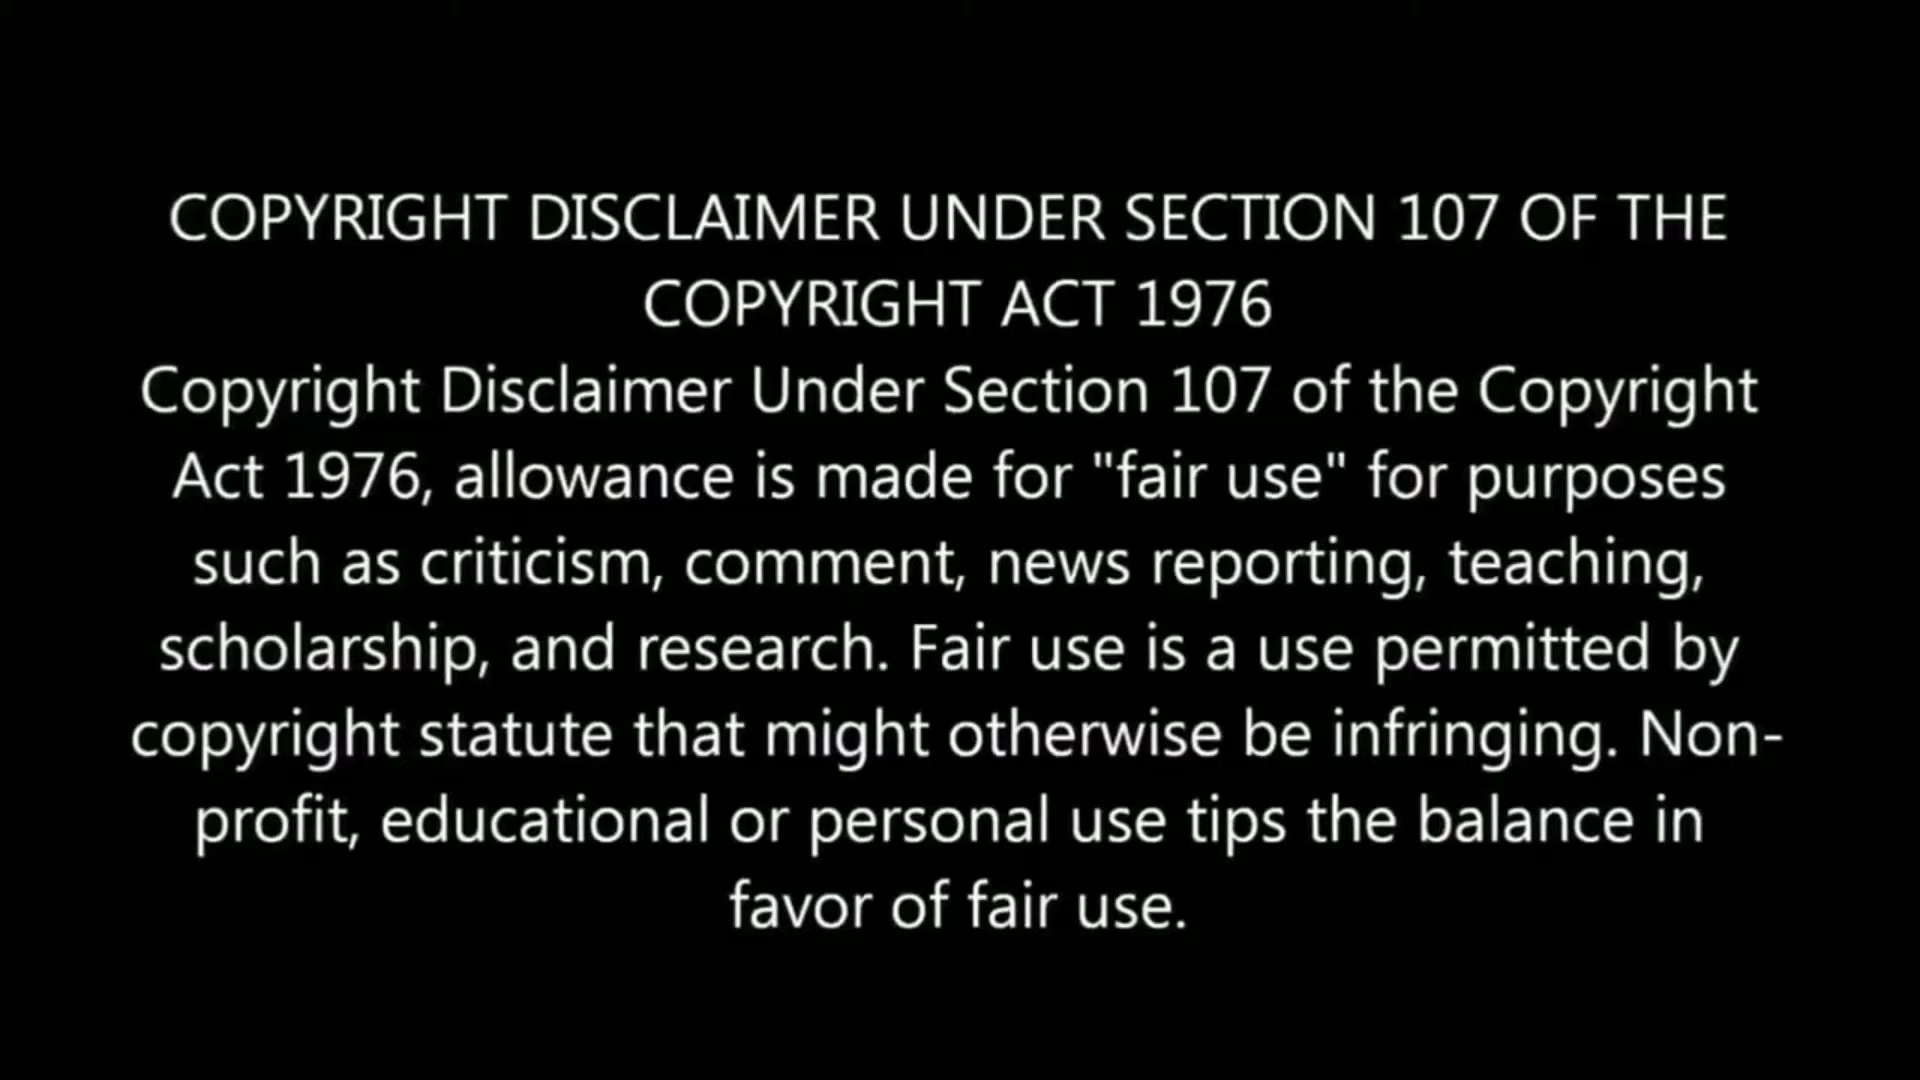 COPYRIGHT DISCLAIMER UNDER SECTION 107 OF THE
COPYRIGHT ACT 1976
Copyright Disclaimer Under Section 107 of the Copyright
Act 1976, allowance is made for "fair use" for purposes
such as criticism, comment, news reporting, teaching,
scholarship, and research. Fair use is a use permitted by
copyright statute that might otherwise be infringing. Non-
profit, educational or personal use tips the balance in
favor of fair use.